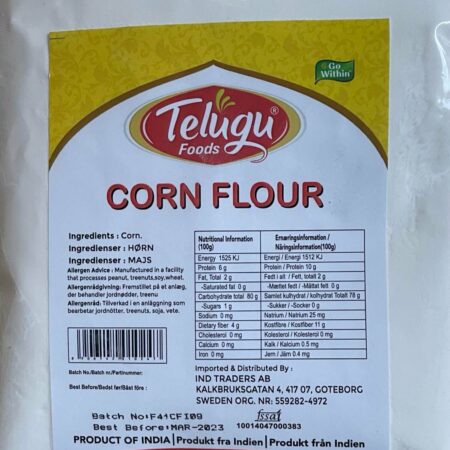 Go
Within
Telugu®
Foods
CORN FLOUR
Ingredients : Corn.
Ingredienser : HØRN
Ingredienser : MAJS
Allergen Advice : Manufactured in a facility
that processes peanut, treenuts,soy,wheat.
Allergenrådgivning: Fremstillet på et anlæg,
der behandler jordnødder, treenu
Allergenråd: Tillverkad i en anläggning som
bearbetar jordnötter, treenuts, soja, vete.
Batch No./Batch nr./Partinummer:
Best Before/Bedst før/Bäst före :
Nutritional Information
(100g)
Energy 1525 KJ
Protein 6 g
Fat, Total 2 g
-Saturated fat 0 g
Carbohydrate total 80 g
-Sugars 1 g
Sodium 0 mg
Dietary fiber 4 g
Cholesterol 0 mg
Calcium 0 mg
Iron 0 mg
Ernæringsinformation /
Näringsinformation(100g)
Energi / Energi 1512 KJ
Protein / Protein 10 g
Fedt i alt / Fett, totalt 2 g
-Mættet fedt / Mättat fett 0 g
Samlet kulhydrat / kolhydrat Totalt 78 g
-Sukker / Socker 0 g
Natrium / Natrium 25 mg
Kostfibre / Kostfiber 11 g
Kolesterol / Kolesterol 0 mg
Kalk / Kalcium 0.5 mg
Jern / Järn 0.4 mg
Imported & Distributed By :
IND TRADERS AB
KALKBRUKSGATAN 4, 417 07, GOTEBORG
SWEDEN ORG. NR: 559282-4972
fssai
10014047000383
Batch No:F41CFI09
Best Before:MAR-2023
PRODUCT OF INDIA | Produkt fra Indien | Produkt från Indien